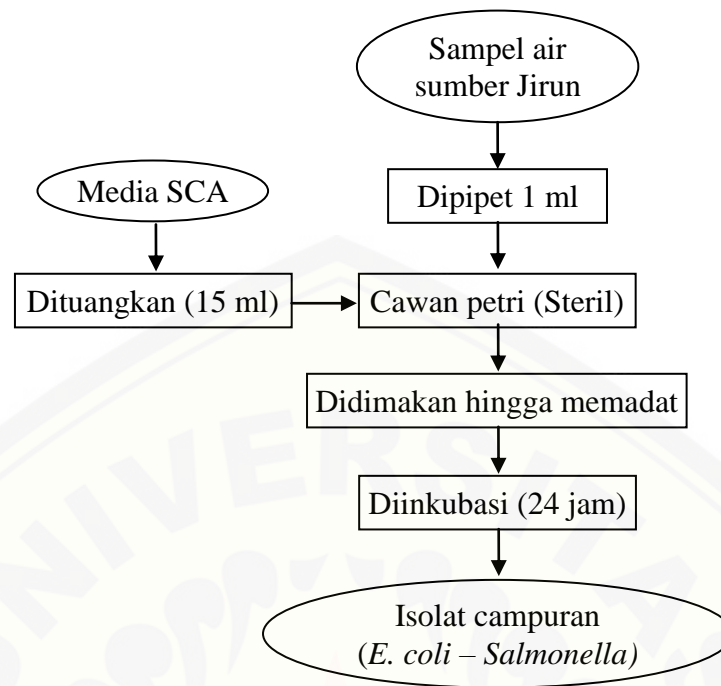 Sampel air
sumber Jirun
Media SCA
Dipipet 1 ml
Dituangkan (15 ml)
Cawan petri (Steril)
Didimakan hingga memadat
Diinkubasi (24 jam)
Isolat campuran
(E. coli – Salmonella)
UNIVERSITA